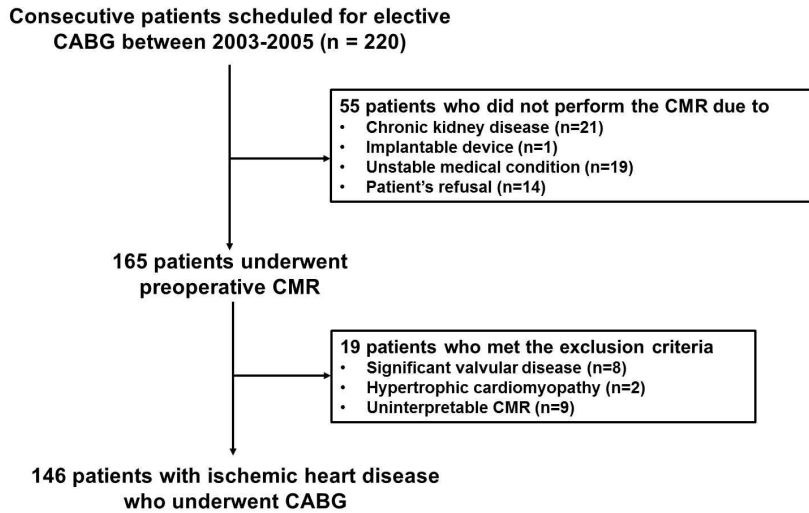 Consecutive patients scheduled for elective
CABG between 2003-2005 (n = 220)
55 patients who did not perform the CMR due to
• Chronic kidney disease (n=21)
• Implantable device (n=1)
• Unstable medical condition (n=19)
• Patient's refusal (n=14)
165 patients underwent
preoperative CMR
19 patients who met the exclusion criteria
• Significant valvular disease (n=8)
• Hypertrophic cardiomyopathy (n=2)
• Uninterpretable CMR (n=9)
146 patients with ischemic heart disease
who underwent CABG